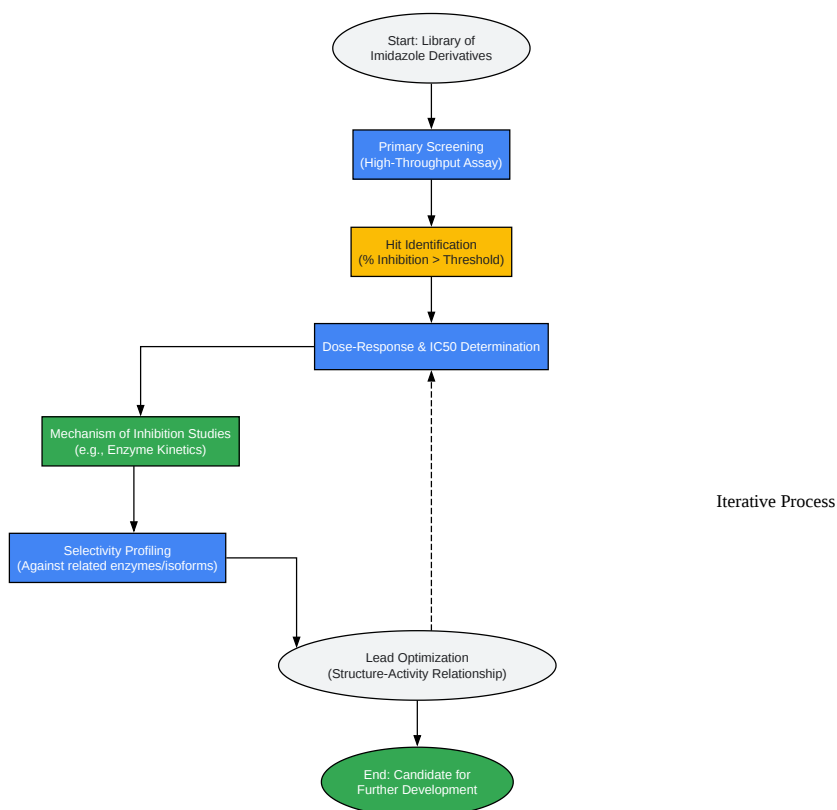 Start: Library of
Imidazole Derivatives
Primary Screening
(High-Throughput Assay)
Hit Identification
(% Inhibition > Threshold)
Dose-Response & IC50 Determination
Mechanism of Inhibition Studies
(e.g., Enzyme Kinetics)
Iterative Process
Selectivity Profiling
(Against related enzymes/isoforms)
Lead Optimization
(Structure-Activity Relationship)
End: Candidate for
Further Development